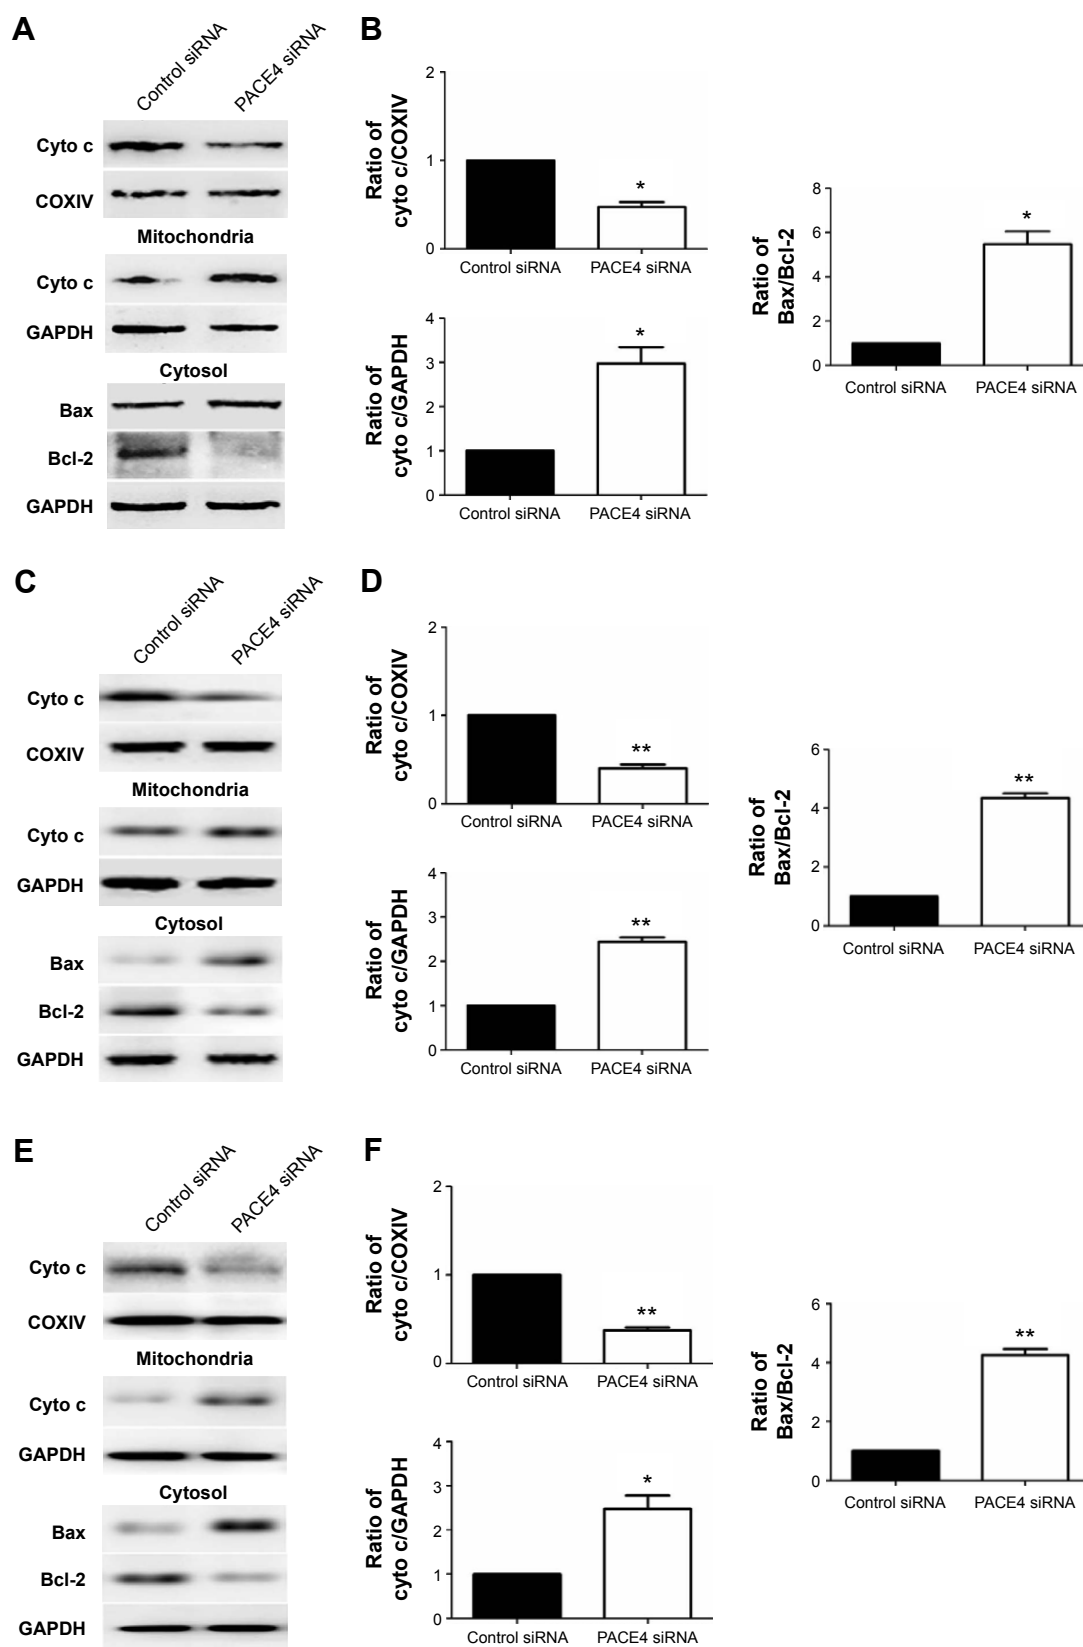 A
Control siRNA
PACE4 siRNA
Cyto c
COXIV
Mitochondria
Cyto c
GAPDH
Cytosol
Bax
Bcl-2
GAPDH
B
Ratio of
cyto c/COXIV
2
1
0
*
Control siRNA
PACE4 siRNA
Ratio of
cyto c/GAPDH
4
3
2
1
0
*
Control siRNA
PACE4 siRNA
Ratio of
Bax/Bcl-2
8
6
4
2
0
*
Control siRNA
PACE4 siRNA
C
Control siRNA
PACE4 siRNA
Cyto c
COXIV
Mitochondria
Cyto c
GAPDH
Cytosol
Bax
Bcl-2
GAPDH
D
Ratio of
cyto c/COXIV
2
1
0
**
Control siRNA
PACE4 siRNA
Ratio of
cyto c/GAPDH
4
3
2
1
0
**
Control siRNA
PACE4 siRNA
Ratio of
Bax/Bcl-2
6
4
2
0
**
Control siRNA
PACE4 siRNA
E
Control siRNA
PACE4 siRNA
Cyto c
COXIV
Mitochondria
Cyto c
GAPDH
Cytosol
Bax
Bcl-2
GAPDH
F
Ratio of
cyto c/COXIV
2
1
0
**
Control siRNA
PACE4 siRNA
Ratio of
cyto c/GAPDH
4
3
2
1
0
*
Control siRNA
PACE4 siRNA
Ratio of
Bax/Bcl-2
6
4
2
0
**
Control siRNA
PACE4 siRNA